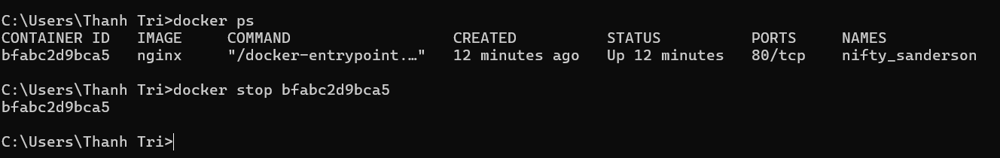 C:\Users\Thanh Tri>docker ps
CONTAINER ID   IMAGE     COMMAND                  CREATED          STATUS          PORTS     NAMES
bfabc2d9bca5   nginx     "/docker-entrypoint.…"   12 minutes ago   Up 12 minutes   80/tcp    nifty_sanderson
C:\Users\Thanh Tri>docker stop bfabc2d9bca5
bfabc2d9bca5
C:\Users\Thanh Tri>